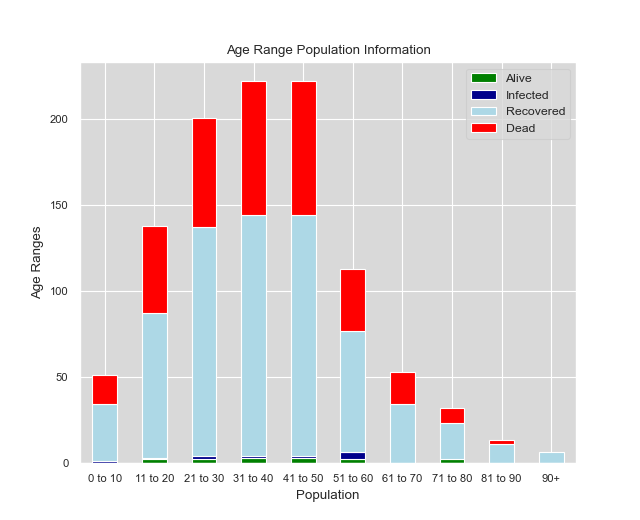 Age Range Population Information
Alive
Infected
Recovered
Dead
Age Ranges
200
150
100
50
0
0 to 10
11 to 20
21 to 30
31 to 40
41 to 50
51 to 60
61 to 70
71 to 80
81 to 90
90+
Population